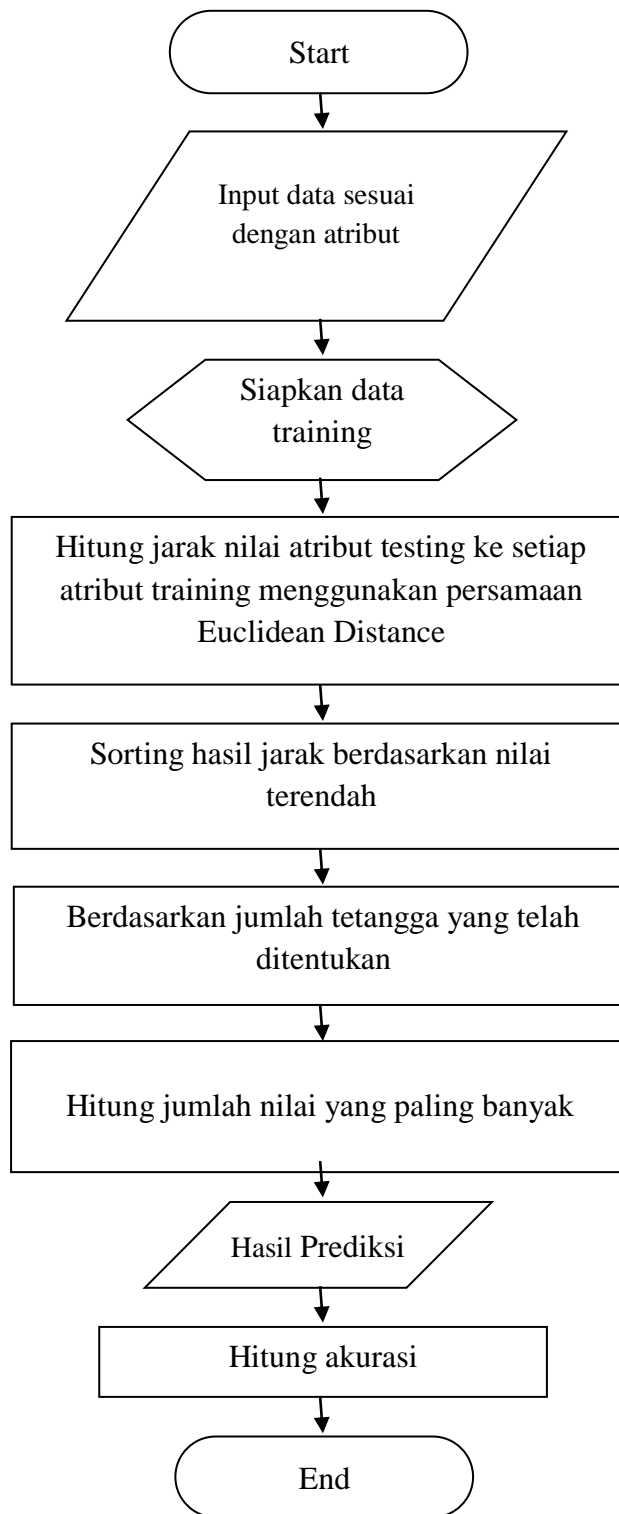 Start
Input data sesuai
dengan atribut
Siapkan data
training
Hitung jarak nilai atribut testing ke setiap
atribut training menggunakan persamaan
Euclidean Distance
Sorting hasil jarak berdasarkan nilai
terendah
Berdasarkan jumlah tetangga yang telah
ditentukan
Hitung jumlah nilai yang paling banyak
Hasil Prediksi
Hitung akurasi
End